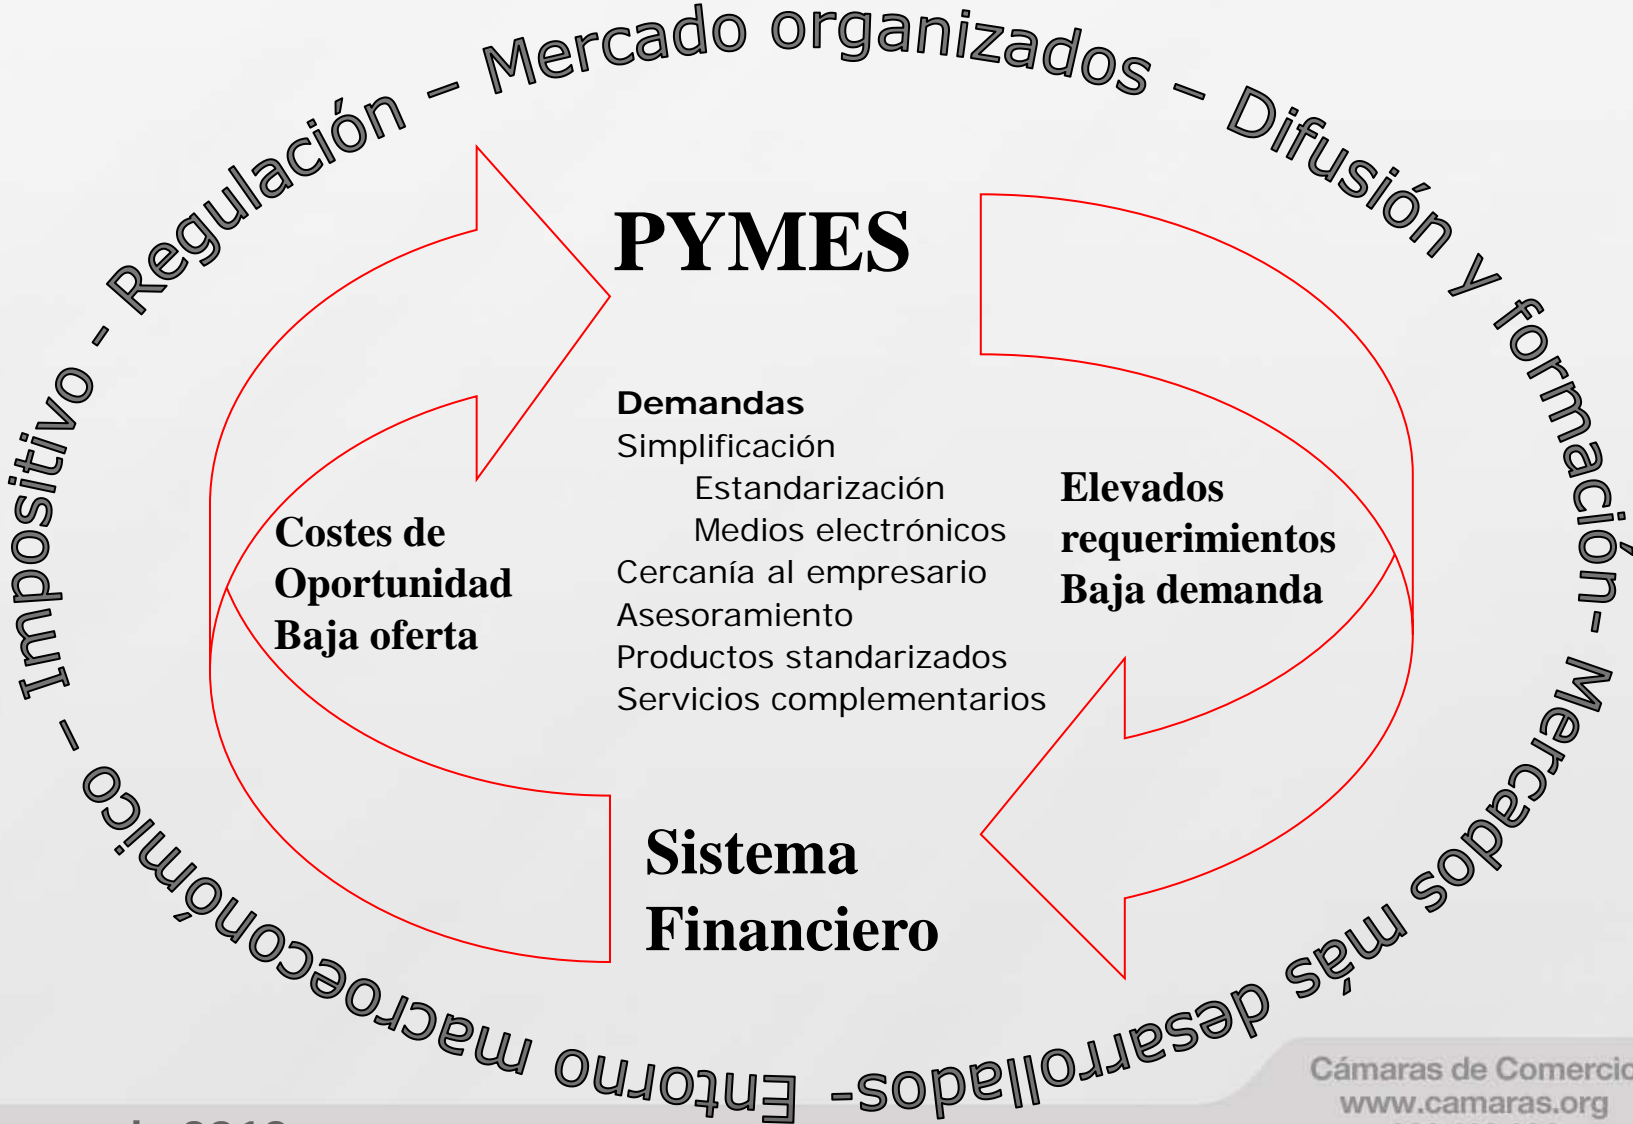 Impositivo - Regulación – Mercado organizados – Difusión y formación- Mercados más desarrollados- Entorno macroeconómico –
PYMES
Demandas
Simplificación
Estandarización
Medios electrónicos
Cercanía al empresario
Asesoramiento
Productos standarizados
Servicios complementarios
Costes de
Oportunidad
Baja oferta
Elevados
requerimientos
Baja demanda
Sistema
Financiero
Cámaras de Comercio
www.camaras.org